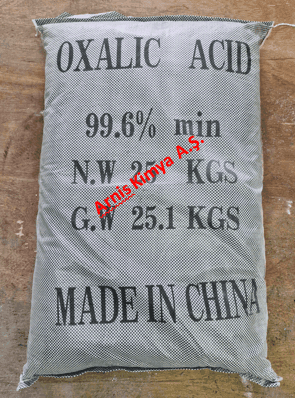 OXALIC ACID
99.6% min
N.W 25 KGS
Arnis Kimya A.Ş.
G.W 25.1 KGS
MADE IN CHINA